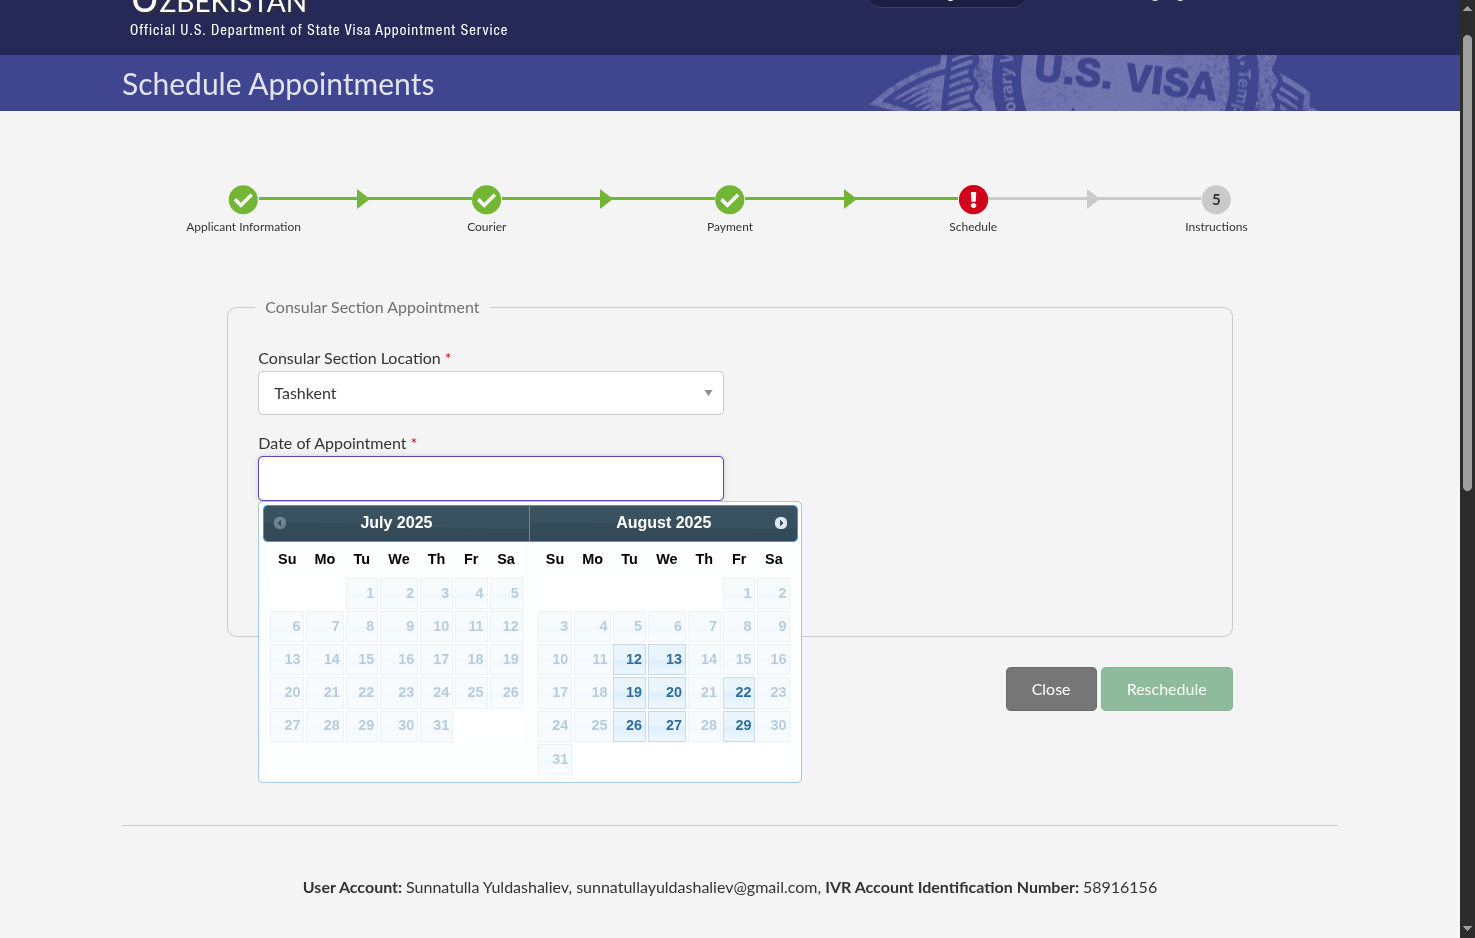 UZBEKISTAN
Official U.S. Department of State Visa Appointment Service
Schedule Appointments
U.S. VISA
5
Applicant Information
Courier
Payment
Schedule
Instructions
Consular Section Appointment
Consular Section Location *
Tashkent
Date of Appointment *
July 2025
Su Mo Tu We Th Fr Sa
1 2 3 4 5
6 7 8 9 10 11 12
13 14 15 16 17 18 19
20 21 22 23 24 25 26
27 28 29 30 31
August 2025
Su Mo Tu We Th Fr Sa
1 2
3 4 5 6 7 8 9
10 11 12 13 14 15 16
17 18 19 20 21 22 23
24 25 26 27 28 29 30
31
Close
Reschedule
User Account: Sunnatulla Yuldashaliev, sunnatullayuldashaliev@gmail.com, IVR Account Identification Number: 58916156